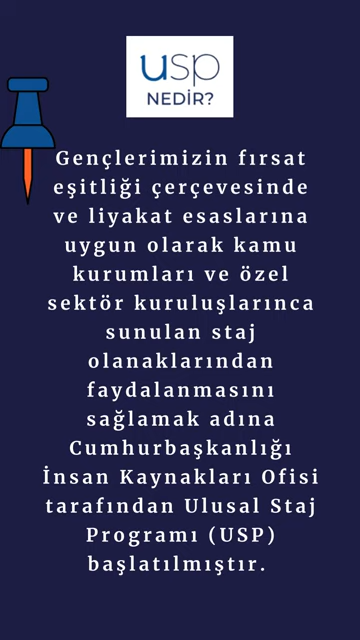 usp
NEDİR?
Gençlerimizin fırsat
eşitliği çerçevesinde
ve liyakat esaslarına
uygun olarak kamu
kurumları ve özel
sektör kuruluşlarınca
sunulan staj
olanaklarından
faydalanmasını
sağlamak adına
Cumhurbaşkanlığı
İnsan Kaynakları Ofisi
tarafından Ulusal Staj
Programı (USP)
başlatılmıştır.